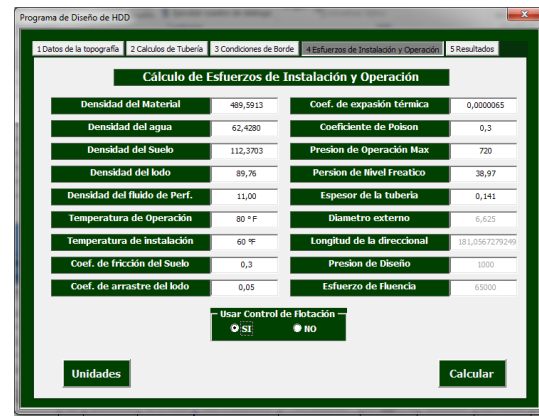 Programa de Diseño de HDD
1 Datos de la topografía 2 Calculos de Tubería 3 Condiciones de Borde 4 Esfuerzos de Instalación y Operación 5 Resultados
Cálculo de Esfuerzos de Instalación y Operación
Densidad del Material 489,5913 Coef. de expasión térmica 0,0000065
Densidad del agua 62,4280 Coeficiente de Poison 0,3
Densidad del Suelo 112,3703 Presion de Operación Max 720
Densidad del lodo 89,76 Persion de Nivel Freatico 38,97
Densidad del fluido de Perf. 11,00 Espesor de la tuberia 0,141
Temperatura de Operación 80 º F Diametro externo 6,625
Temperatura de instalación 60 ºF Longitud de la direccional 181,0567279249
Coef. de fricción del Suelo 0,3 Presion de Diseño 1000
Coef. de arrastre del lodo 0,05 Esfuerzo de Fluencia 65000
Usar Control de Flotación
SI NO
Unidades Calcular